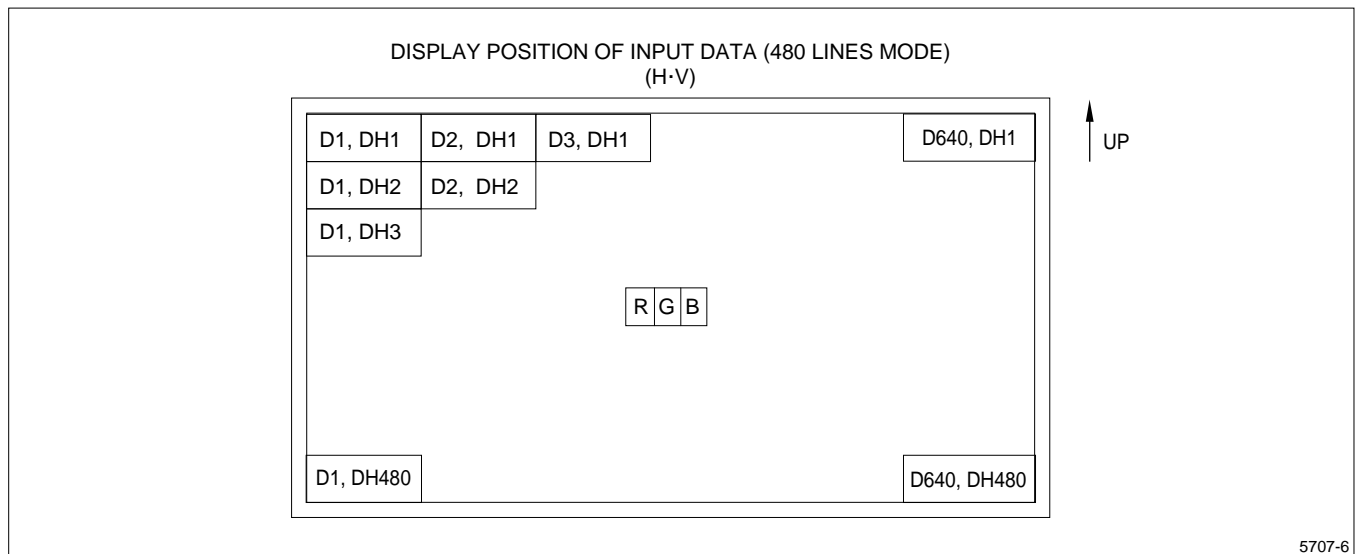 DISPLAY POSITION OF INPUT DATA (480 LINES MODE)
(H·V)
D1, DH1 D2, DH1 D3, DH1 D640, DH1 UP
D1, DH2 D2, DH2
D1, DH3
R G B
D1, DH480 D640, DH480
5707-6